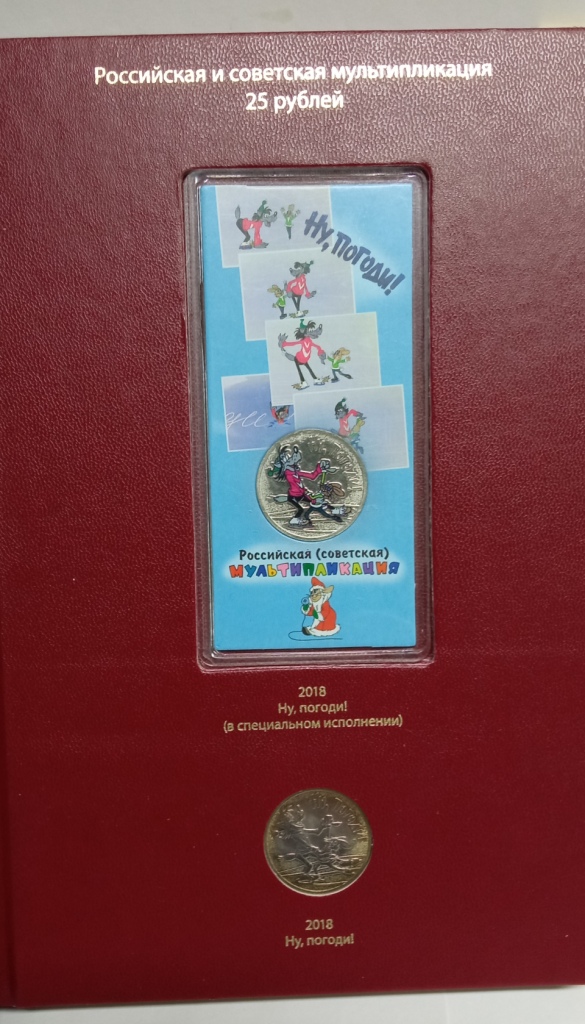 Российская и советская мультипликация
25 рублей
Ну, погоди!
Российская (советская)
МУЛЬТИПЛИКАЦИЯ
2018
Ну, погоди!
(в специальном исполнении)
2018
Ну, погоди!